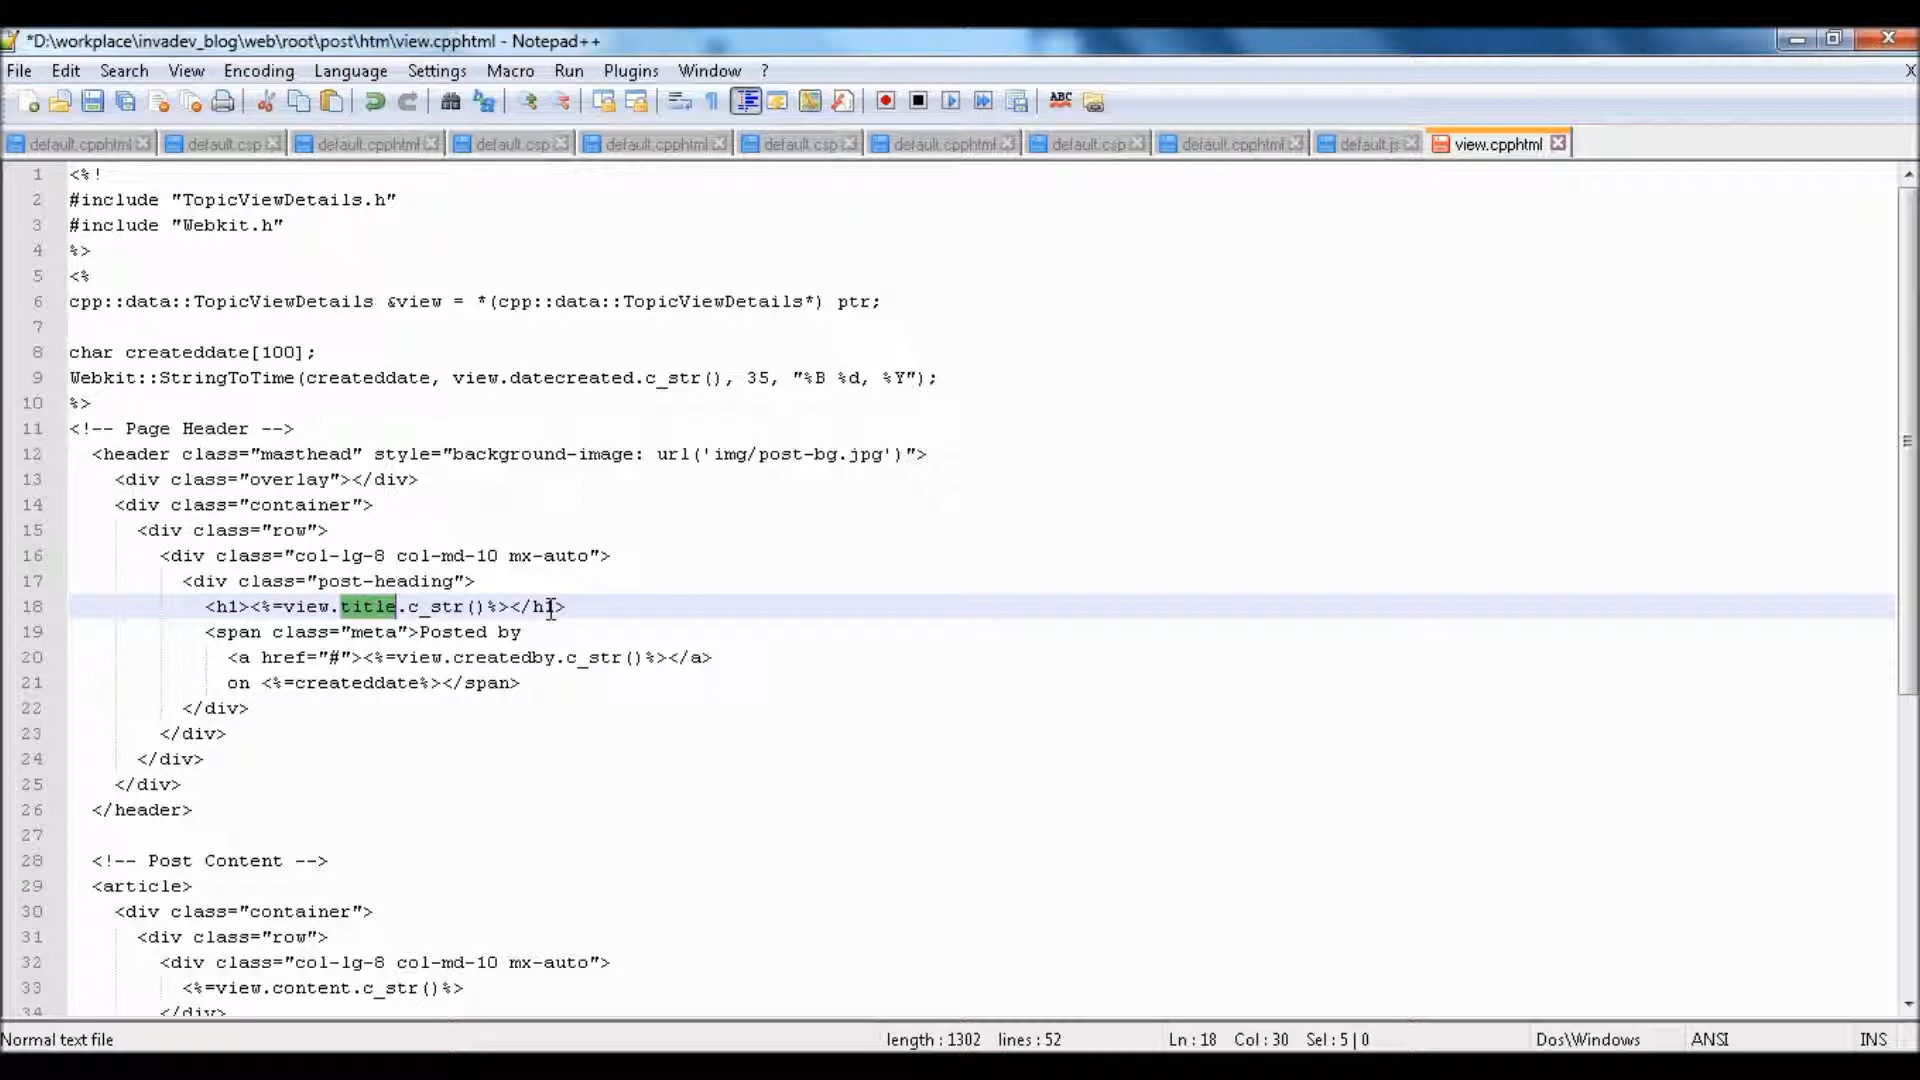 *D:\workplace\invadev_blog\web\root\post\htm\view.cpphtml - Notepad++
File Edit Search View Encoding Language Settings Macro Run Plugins Window ? X
ABC
default.cpphtml default.csp default.cpphtml default.csp default.cpphtml default.csp default.cpphtml default.csp default.cpphtml default.js view.cpphtml
1 <%!
2 #include "TopicViewDetails.h"
3 #include "Webkit.h"
4 %>
5 <%
6 cpp::data::TopicViewDetails &view = *(cpp::data::TopicViewDetails*) ptr;
7
8 char createddate[100];
9 Webkit::StringToTime(createddate, view.datecreated.c_str(), 35, "%B %d, %Y");
10 %>
11 <!-- Page Header -->
12 <header class="masthead" style="background-image: url('img/post-bg.jpg')">
13 <div class="overlay"></div>
14 <div class="container">
15 <div class="row">
16 <div class="col-lg-8 col-md-10 mx-auto">
17 <div class="post-heading">
18 <h1><%=view.title.c_str()%></h1>
19 <span class="meta">Posted by
20 <a href="#"><%=view.createdby.c_str()%></a>
21 on <%=createddate%></span>
22 </div>
23 </div>
24 </div>
25 </div>
26 </header>
27
28 <!-- Post Content -->
29 <article>
30 <div class="container">
31 <div class="row">
32 <div class="col-lg-8 col-md-10 mx-auto">
33 <%=view.content.c_str()%>
34 </div>
Normal text file length : 1302 lines : 52 Ln : 18 Col : 30 Sel : 5 | 0 Dos\Windows ANSI INS